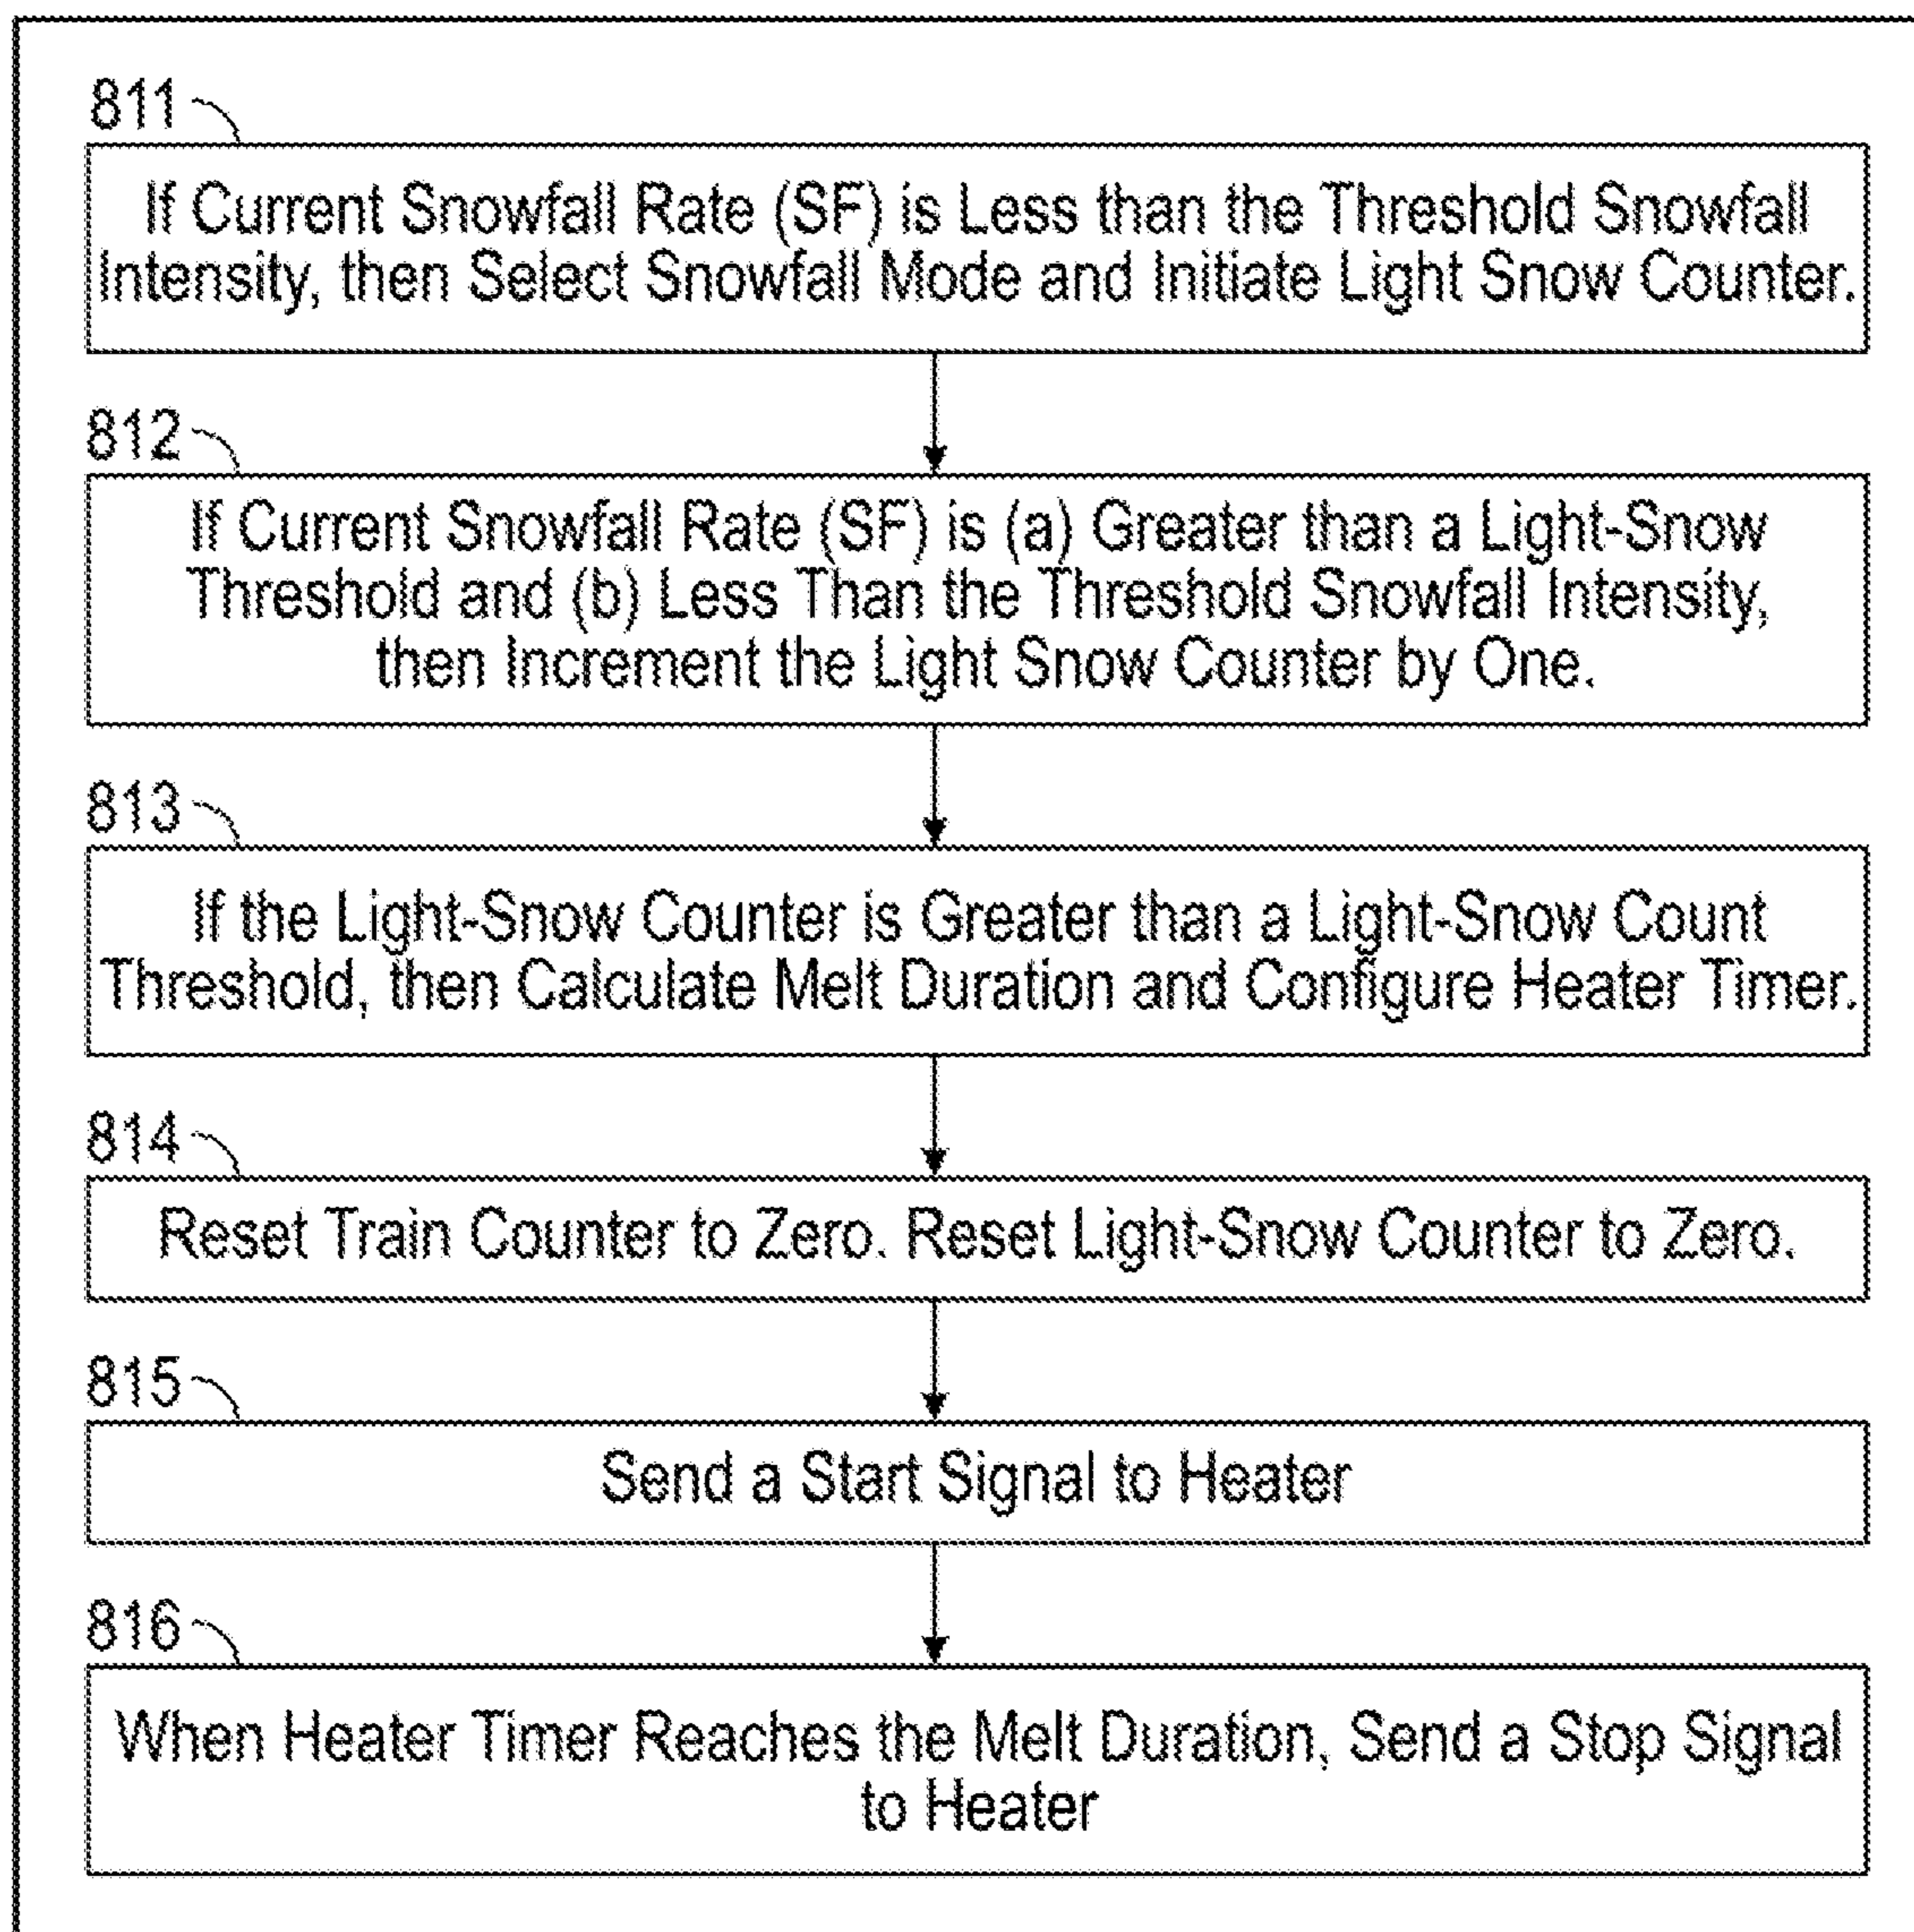 811
If Current Snowfall Rate (SF) is Less than the Threshold Snowfall
Intensity, then Select Snowfall Mode and Initiate Light Snow Counter.
812
If Current Snowfall Rate (SF) is (a) Greater than a Light-Snow
Threshold and (b) Less Than the Threshold Snowfall Intensity,
then Increment the Light Snow Counter by One.
813
If the Light-Snow Counter is Greater than a Light-Snow Count
Threshold, then Calculate Melt Duration and Configure Heater Timer.
814
Reset Train Counter to Zero. Reset Light-Snow Counter to Zero.
815
Send a Start Signal to Heater
816
When Heater Timer Reaches the Melt Duration, Send a Stop Signal
to Heater